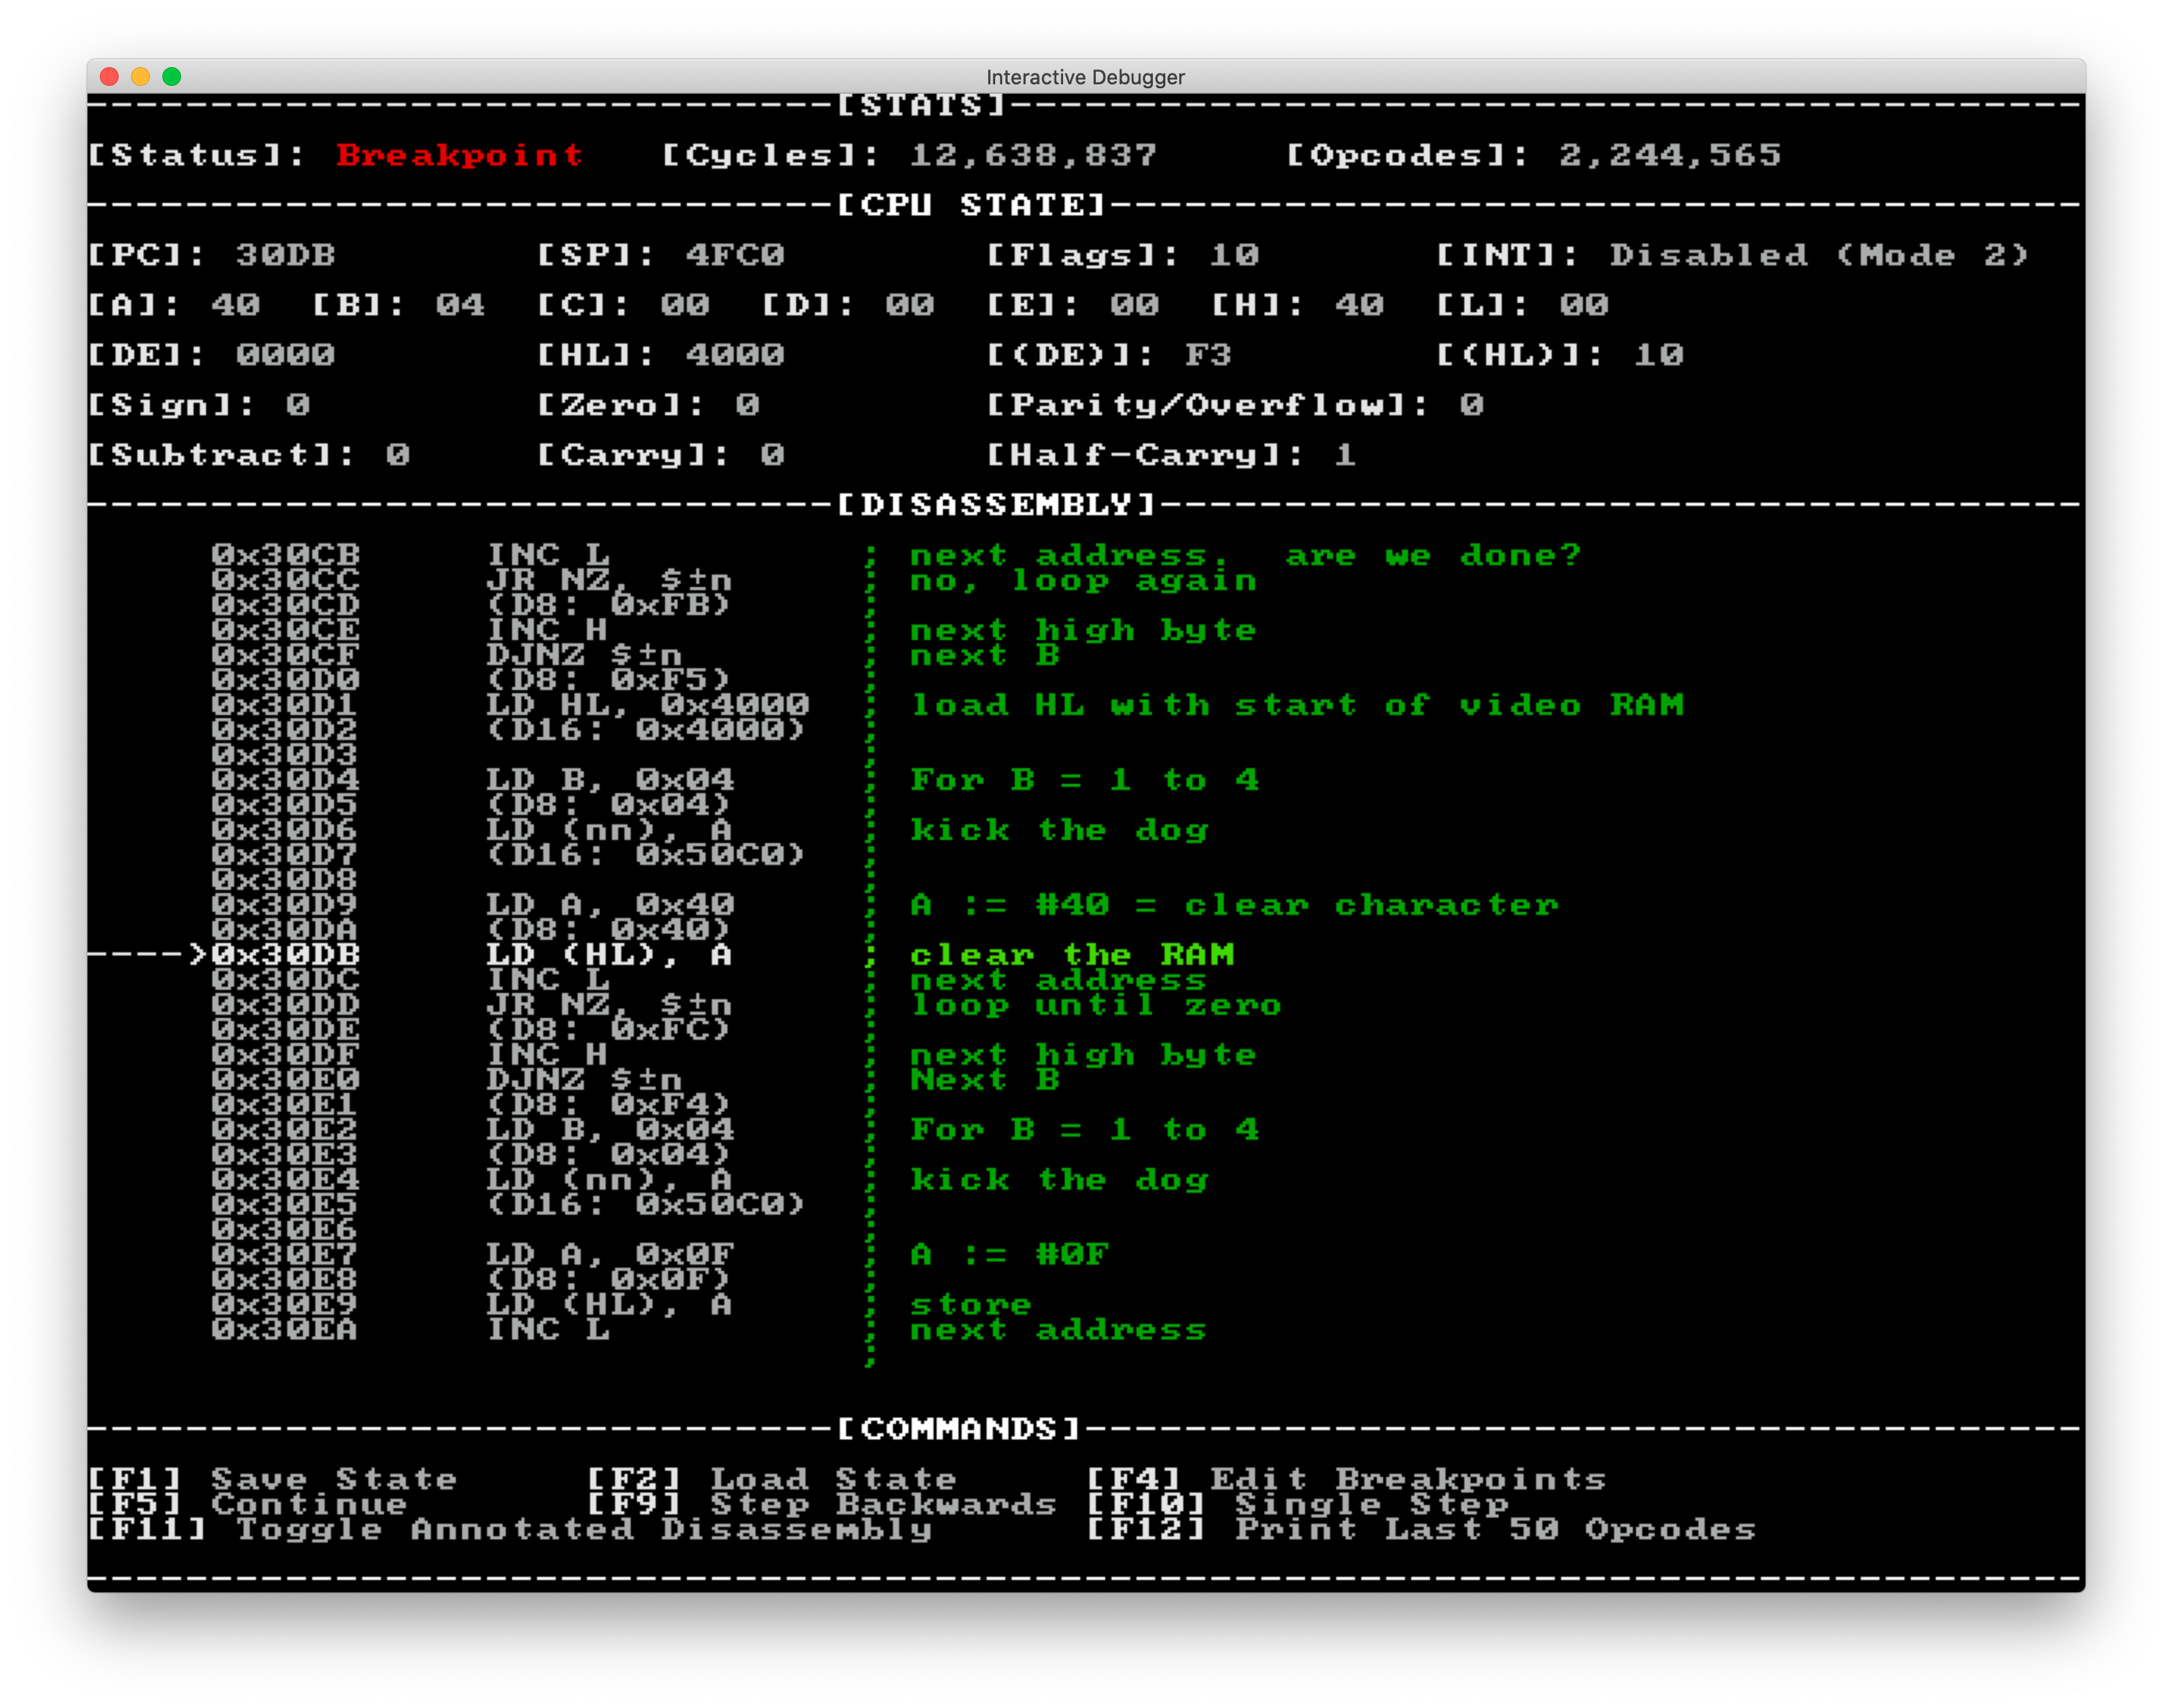 Interactive Debugger
------------------------------[STATS]-------------------------------------------
[Status]: Breakpoint [Cycles]: 12,638,837 [Opcodes]: 2,244,565
------------------------------[CPU STATE]---------------------------------------
[PC]: 30DB [SP]: 4FC0 [Flags]: 10 [INT]: Disabled (Mode 2)
[A]: 40 [B]: 04 [C]: 00 [D]: 00 [E]: 00 [H]: 40 [L]: 00
[DE]: 0000 [HL]: 4000 [(DE)]: F3 [(HL)]: 10
[Sign]: 0 [Zero]: 0 [Parity/Overflow]: 0
[Subtract]: 0 [Carry]: 0 [Half-Carry]: 1
------------------------------[DISASSEMBLY]-------------------------------------
0x30CB INC L ; next address. are we done?
0x30CC JR NZ, $±n ; no, loop again
0x30CD (D8: 0xFB) ;
0x30CE INC H ; next high byte
0x30CF DJNZ $±n ; next B
0x30D0 (D8: 0xF5) ;
0x30D1 LD HL, 0x4000 ; load HL with start of video RAM
0x30D2 (D16: 0x4000) ;
0x30D3 ;
0x30D4 LD B, 0x04 ; For B = 1 to 4
0x30D5 (D8: 0x04) ;
0x30D6 LD (nn), A ; kick the dog
0x30D7 (D16: 0x50C0) ;
0x30D8 ;
0x30D9 LD A, 0x40 ; A := #40 = clear character
0x30DA (D8: 0x40) ;
---->0x30DB LD (HL), A ; clear the RAM
0x30DC INC L ; next address
0x30DD JR NZ, $±n ; loop until zero
0x30DE (D8: 0xFC) ;
0x30DF INC H ; next high byte
0x30E0 DJNZ $±n ; Next B
0x30E1 (D8: 0xF4) ;
0x30E2 LD B, 0x04 ; For B = 1 to 4
0x30E3 (D8: 0x04) ;
0x30E4 LD (nn), A ; kick the dog
0x30E5 (D16: 0x50C0) ;
0x30E6 ;
0x30E7 LD A, 0x0F ; A := #0F
0x30E8 (D8: 0x0F) ;
0x30E9 LD (HL), A ; store
0x30EA INC L ; next address
;
------------------------------[COMMANDS]----------------------------------------
[F1] Save State [F2] Load State [F4] Edit Breakpoints
[F5] Continue [F9] Step Backwards [F10] Single Step
[F11] Toggle Annotated Disassembly [F12] Print Last 50 Opcodes
--------------------------------------------------------------------------------